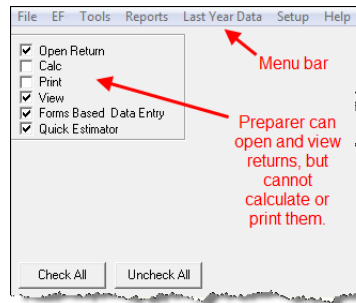 File EF Tools Reports Last Year Data Setup Help
Open Return
Calc
Print
View
Forms Based Data Entry
Quick Estimator
Menu bar
Preparer can
open and view
returns, but
cannot
calculate or
print them.
Check All Uncheck All